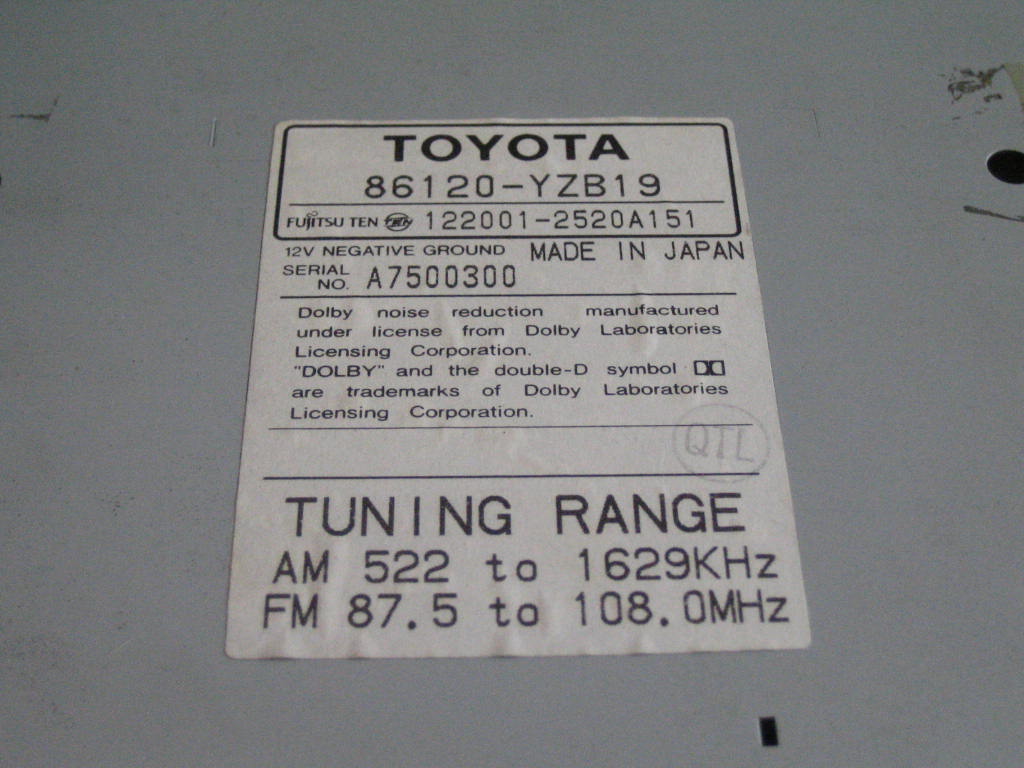 TOYOTA
86120-YZB19
FUJITSU TEN TEN 122001-2520A151
12V NEGATIVE GROUND MADE IN JAPAN
SERIAL NO. A7500300
Dolby noise reduction manufactured
under license from Dolby Laboratories
Licensing Corporation.
"DOLBY" and the double-D symbol
are trademarks of Dolby Laboratories
Licensing Corporation.
QTL
TUNING RANGE
AM 522 to 1629KHz
FM 87.5 to 108.0MHz